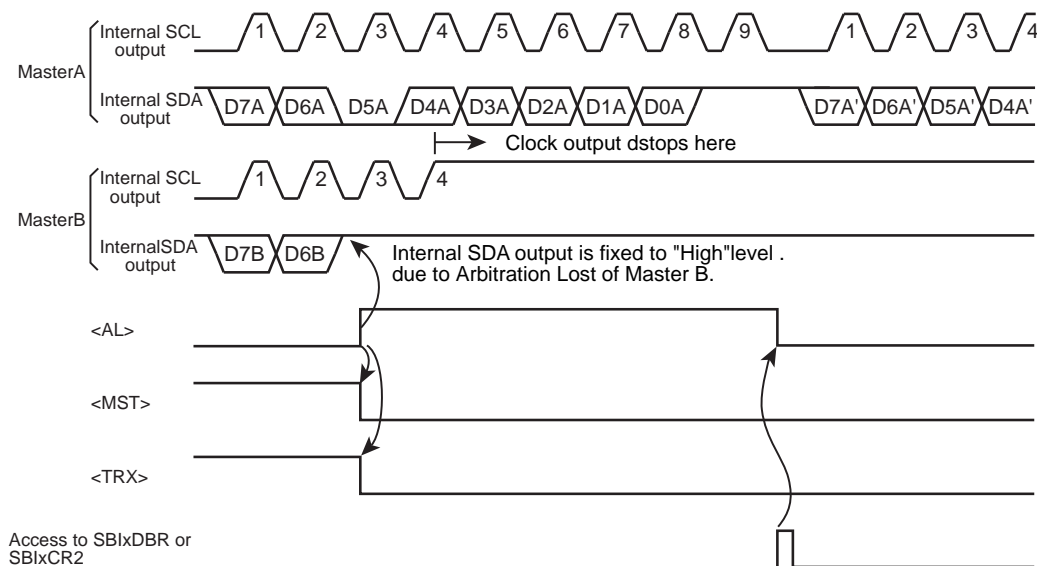 Internal SCL
output
1 2 3 4 5 6 7 8 9 1 2 3 4
MasterA
Internal SDA
output
D7A D6A D5A D4A D3A D2A D1A D0A D7A' D6A' D5A' D4A'
Clock output dstops here
Internal SCL
output
1 2 3 4
MasterB
InternalSDA
output
D7B D6B
Internal SDA output is fixed to "High"level .
due to Arbitration Lost of Master B.
<AL>
<MST>
<TRX>
Access to SBIxDBR or
SBIxCR2